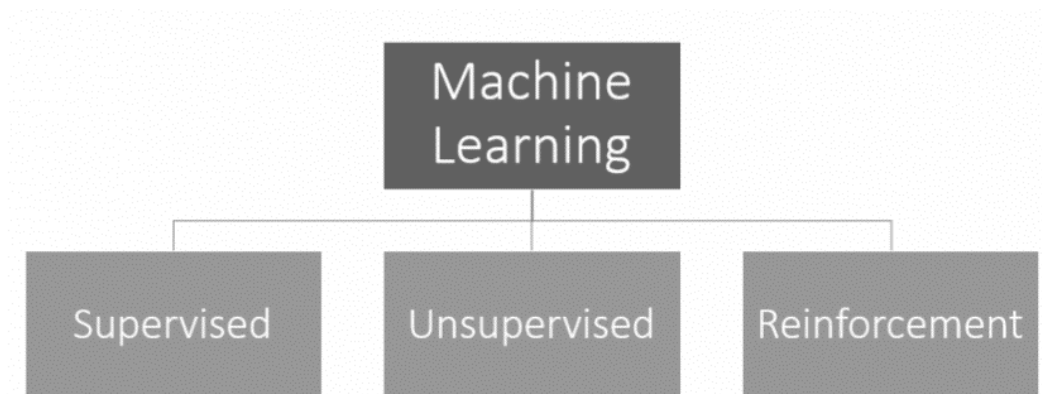 Machine
Learning
Supervised
Unsupervised
Reinforcement